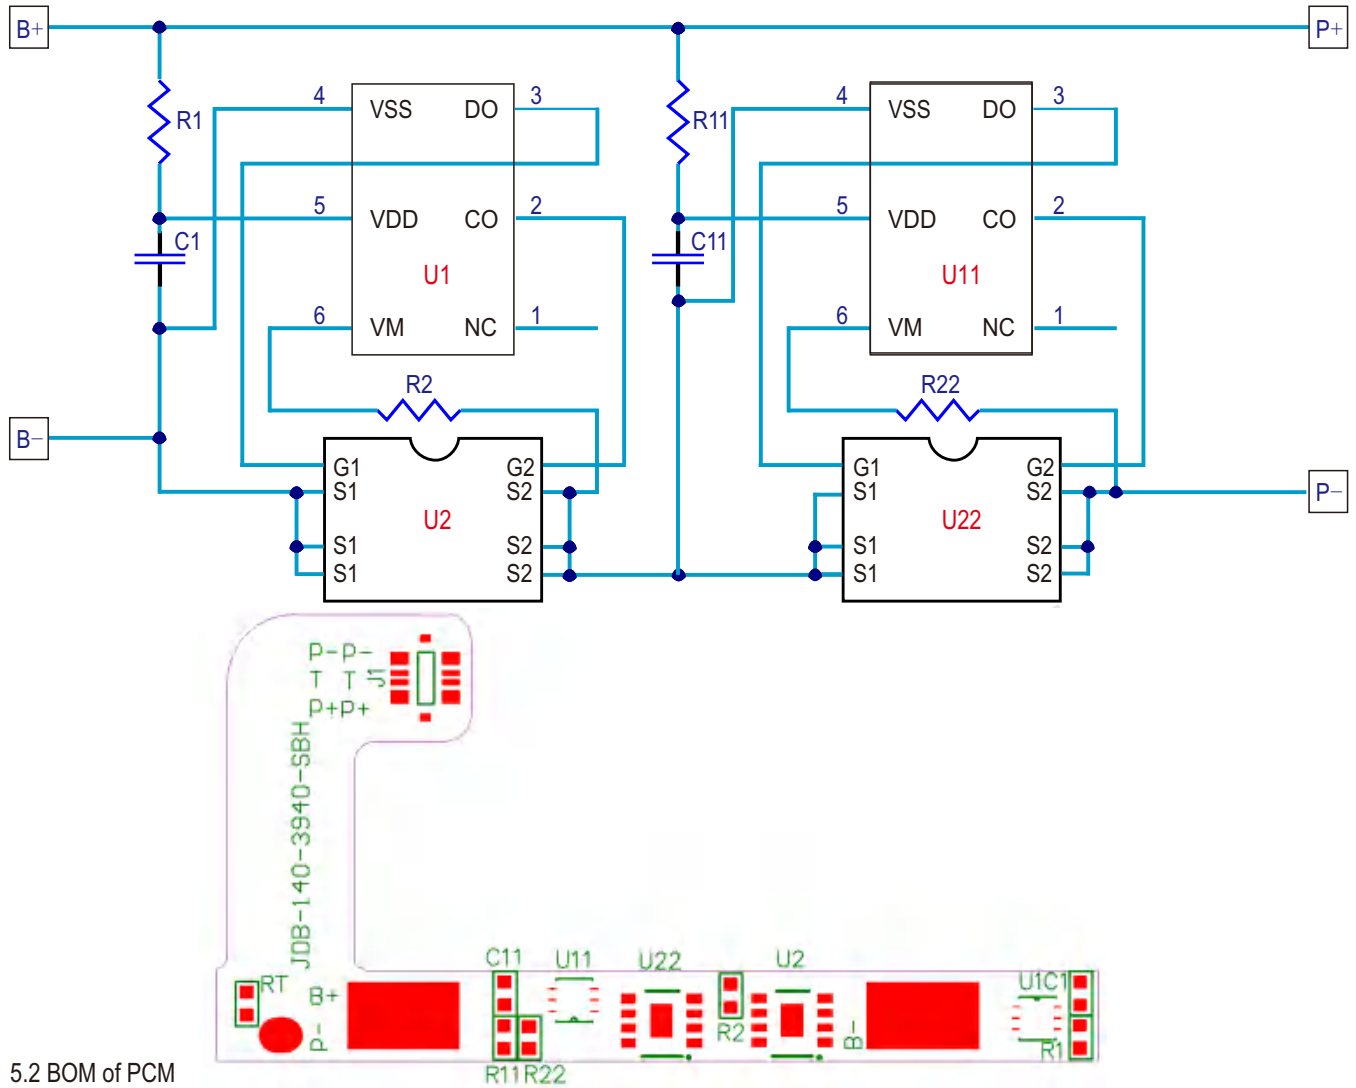 B+
P+
R1
4
VSS
DO
3
R11
4
VSS
DO
3
5
VDD
CO
2
C1
U1
5
VDD
CO
2
C11
U11
6
VM
NC
1
6
VM
NC
1
R2
R22
B−
G1
G2
S1
S2
U2
S1
S2
S1
S2
G1
G2
S1
S2
U22
S1
S2
S1
S2
P−
P-P-
T T
P+P+
J1
JDB-140-3940-SBH
RT
B+
P-
C11
U11
U22
U2
R2
B-
U1C1
R1
R11R22
5.2 BOM of PCM